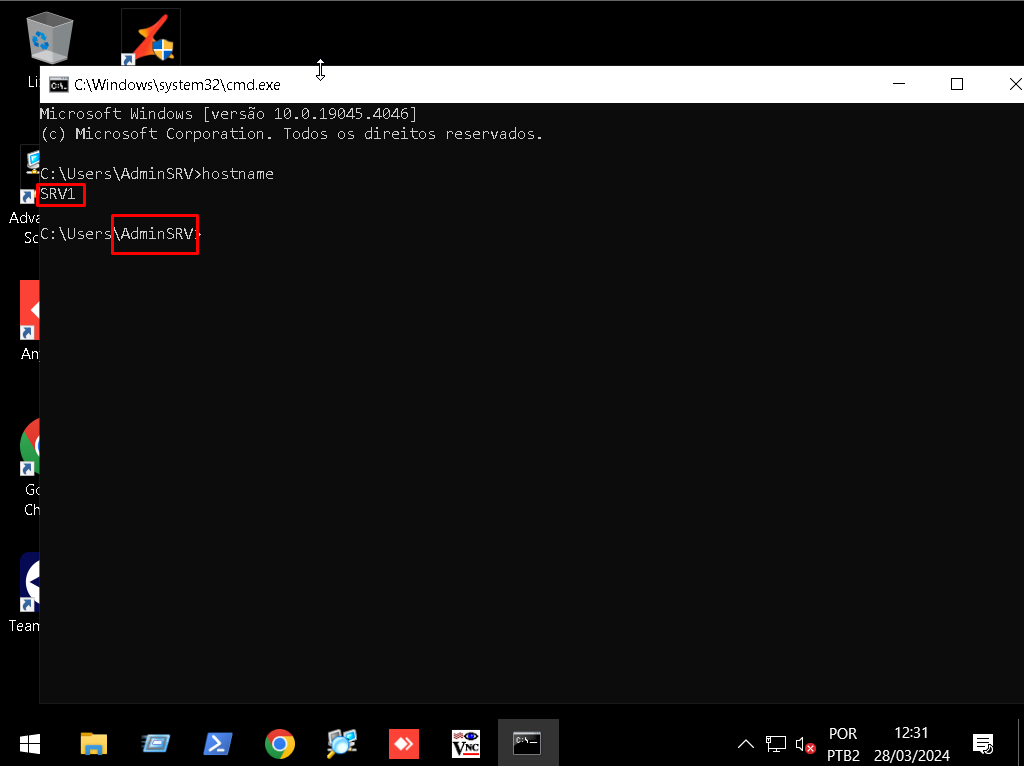 Li
C:\Windows\system32\cmd.exe
Microsoft Windows [versão 10.0.19045.4046]
(c) Microsoft Corporation. Todos os direitos reservados.
C:\Users\AdminSRV>hostname
SRV1
C:\Users\AdminSRV>
Adva
Sc
An
Go
Ch
Team
VNC
POR
PTB2
12:31
28/03/2024